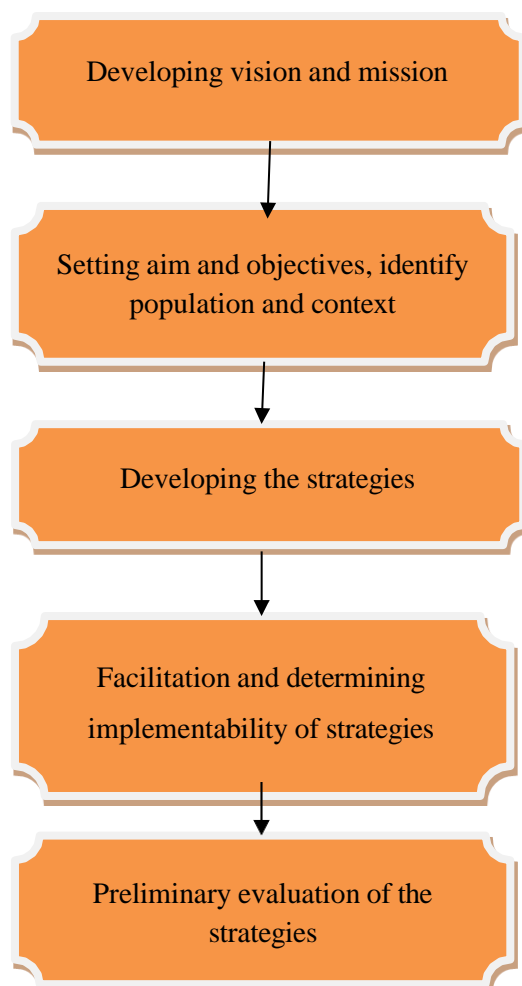 Developing vision and mission
Setting aim and objectives, identify
population and context
Developing the strategies
Facilitation and determining
implementability of strategies
Preliminary evaluation of the
strategies